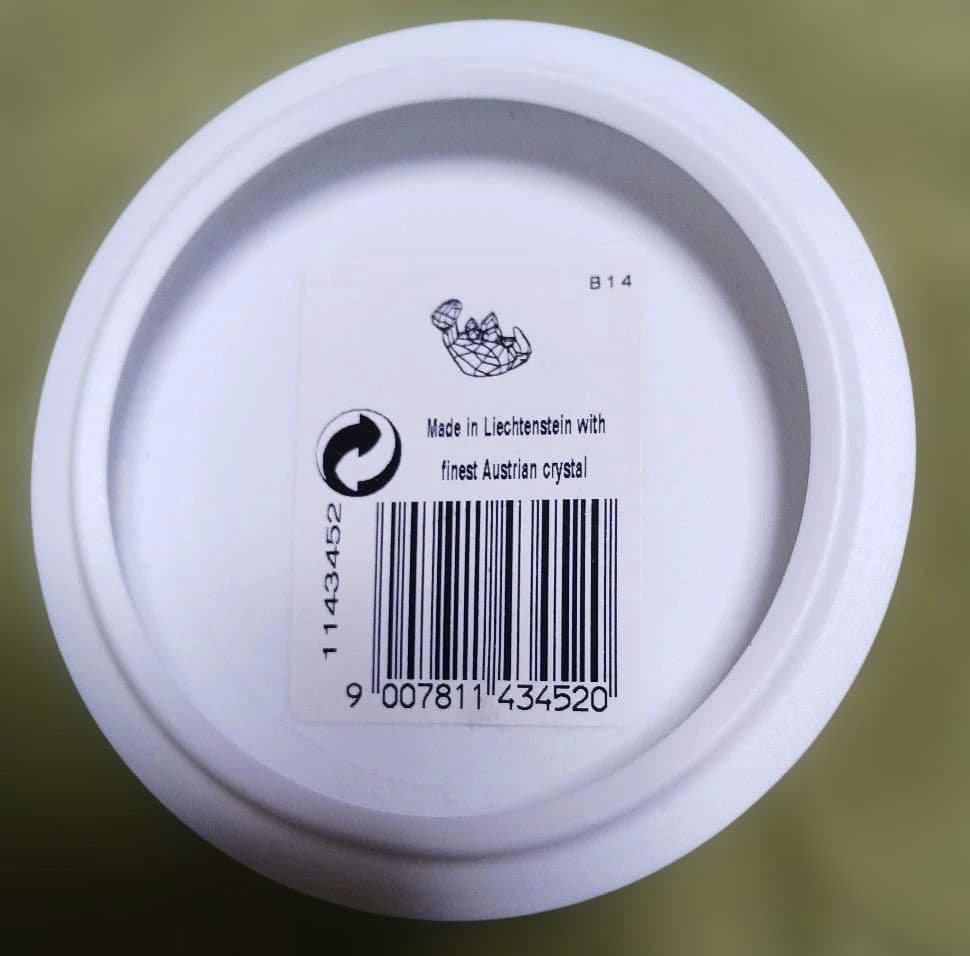 B14
Made in Liechtenstein with
finest Austrian crystal
1143452
9 007811 434520